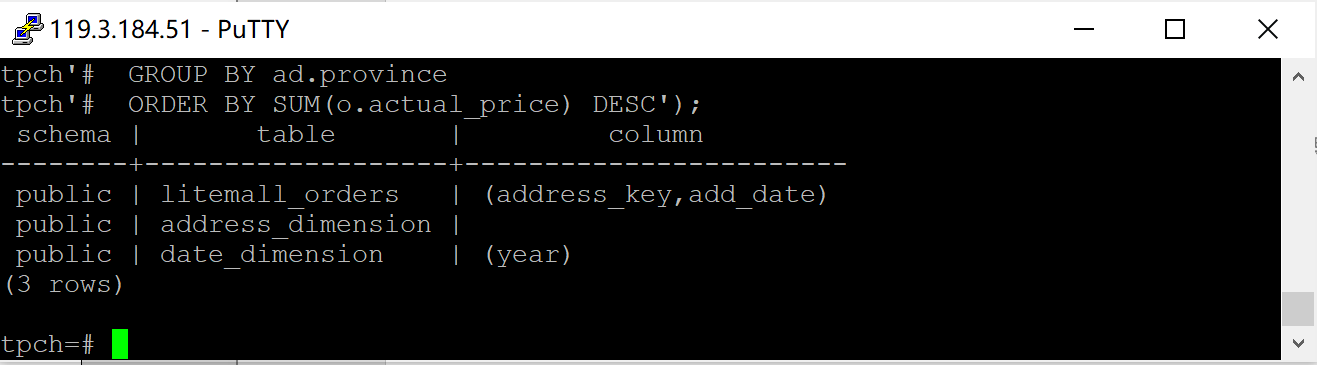 119.3.184.51 - PuTTY
tpch'#  GROUP BY ad.province
tpch'#  ORDER BY SUM(o.actual_price) DESC');
 schema |       table       |         column
--------+-------------------+------------------------
 public | litemall_orders   | (address_key,add_date)
 public | address_dimension |
 public | date_dimension    | (year)
(3 rows)
tpch=#